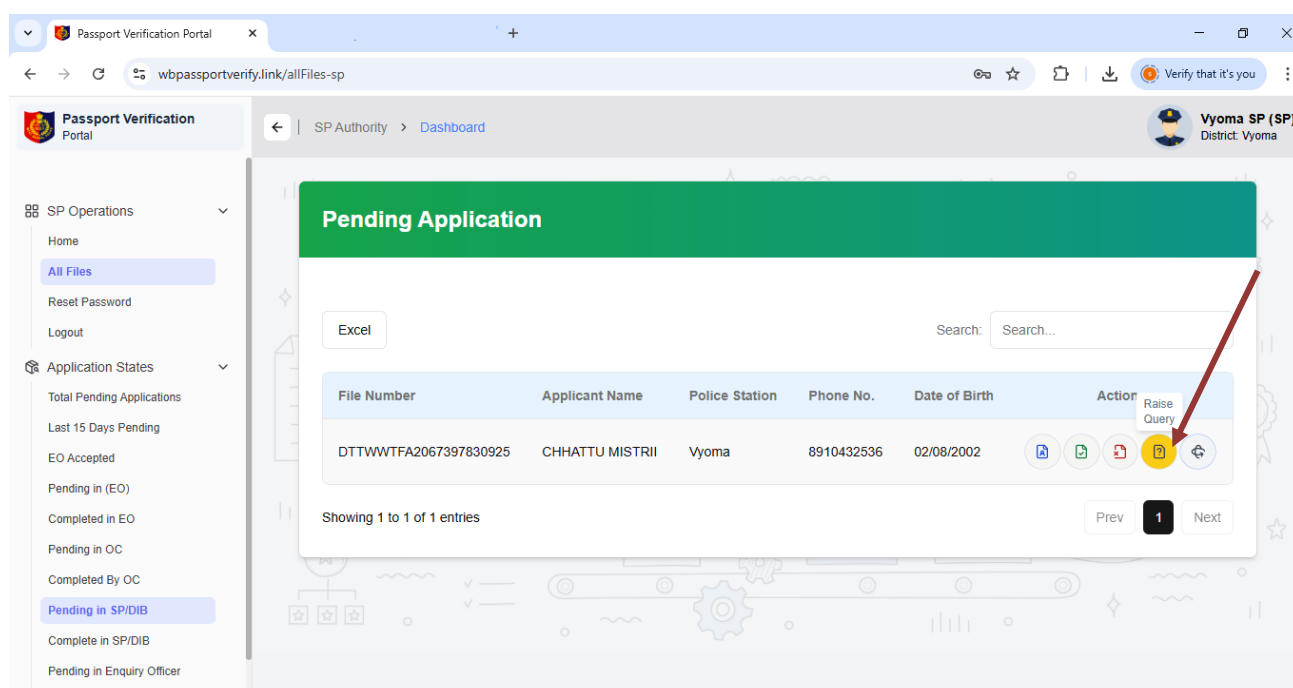 Passport Verification Portal
wbpassportverify.link/allFiles-sp
Verify that it's you
Passport Verification
Portal
SP Authority > Dashboard
Vyoma SP (SP)
District: Vyoma
SP Operations
Home
All Files
Reset Password
Logout
Application States
Total Pending Applications
Last 15 Days Pending
EO Accepted
Pending in (EO)
Completed in EO
Pending in OC
Completed By OC
Pending in SP/DIB
Complete in SP/DIB
Pending in Enquiry Officer
Pending Application
Excel
Search: Search...
File Number Applicant Name Police Station Phone No. Date of Birth Action
Raise
Query
DTTWWTFA2067397830925 CHHATTU MISTRII Vyoma 8910432536 02/08/2002
Showing 1 to 1 of 1 entries
Prev 1 Next